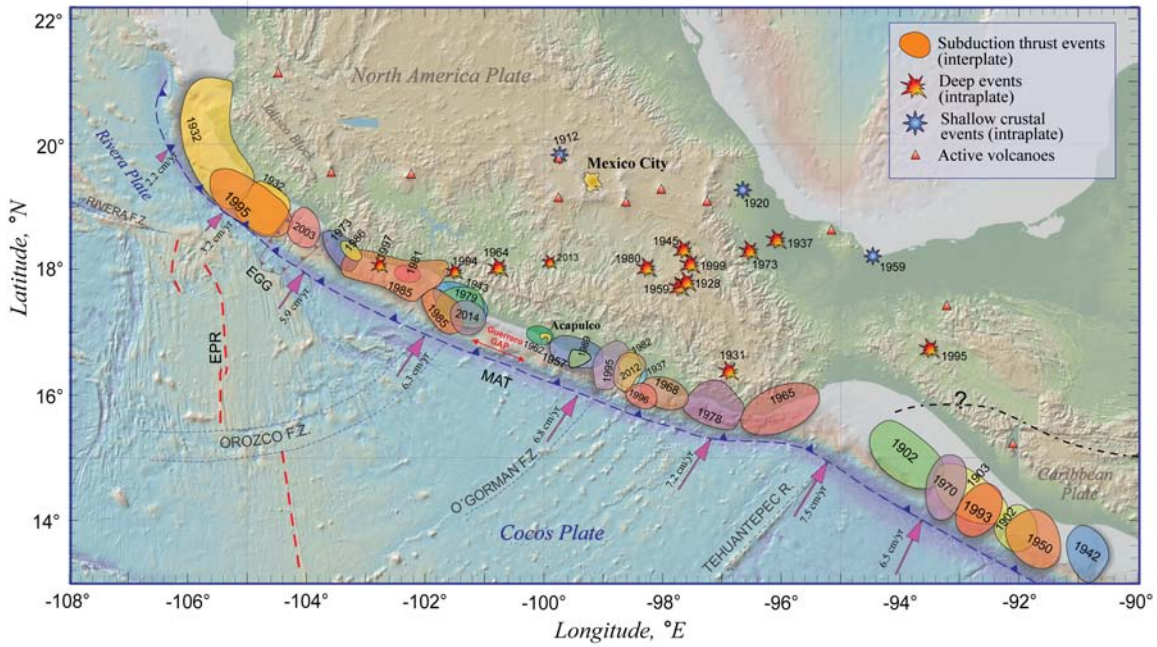 22°
20°
18°
16°
14°
Latitude, °N
-108
-106
-104
-102
-100
-98
-96
-94
-92
-90
Longitude, °E
Subduction thrust events
(interplate)
Deep events
(intraplate)
Shallow crustal
events (intraplate)
Active volcanoes
North America Plate
Jalisco Block
Rivera Plate
RIVERA F.Z.
Mexico City
Acapulco
Guerrero
GAP
EGG
MAT
EPR
OROZCO F.Z.
O´GORMAN F.Z.
TEHUANTEPEC R.
Cocos Plate
Caribbean
Plate
?
2.2 cm/yr
5.9 cm/yr
6.3 cm/yr
6.8 cm/yr
7.2 cm/yr
7.5 cm/yr
6.5 cm/yr
1932
1932
1995
2003
1973
1986
1997
1981
1985
1994
1964
2013
1943
1979
1985
2014
1962
1957
1989
1995
1982
2012
1937
1996
1968
1978
1965
1931
1912
1920
1945
1937
1980
1999
1973
1959
1928
1959
1995
1902
1970
1903
1993
1902
1950
1942